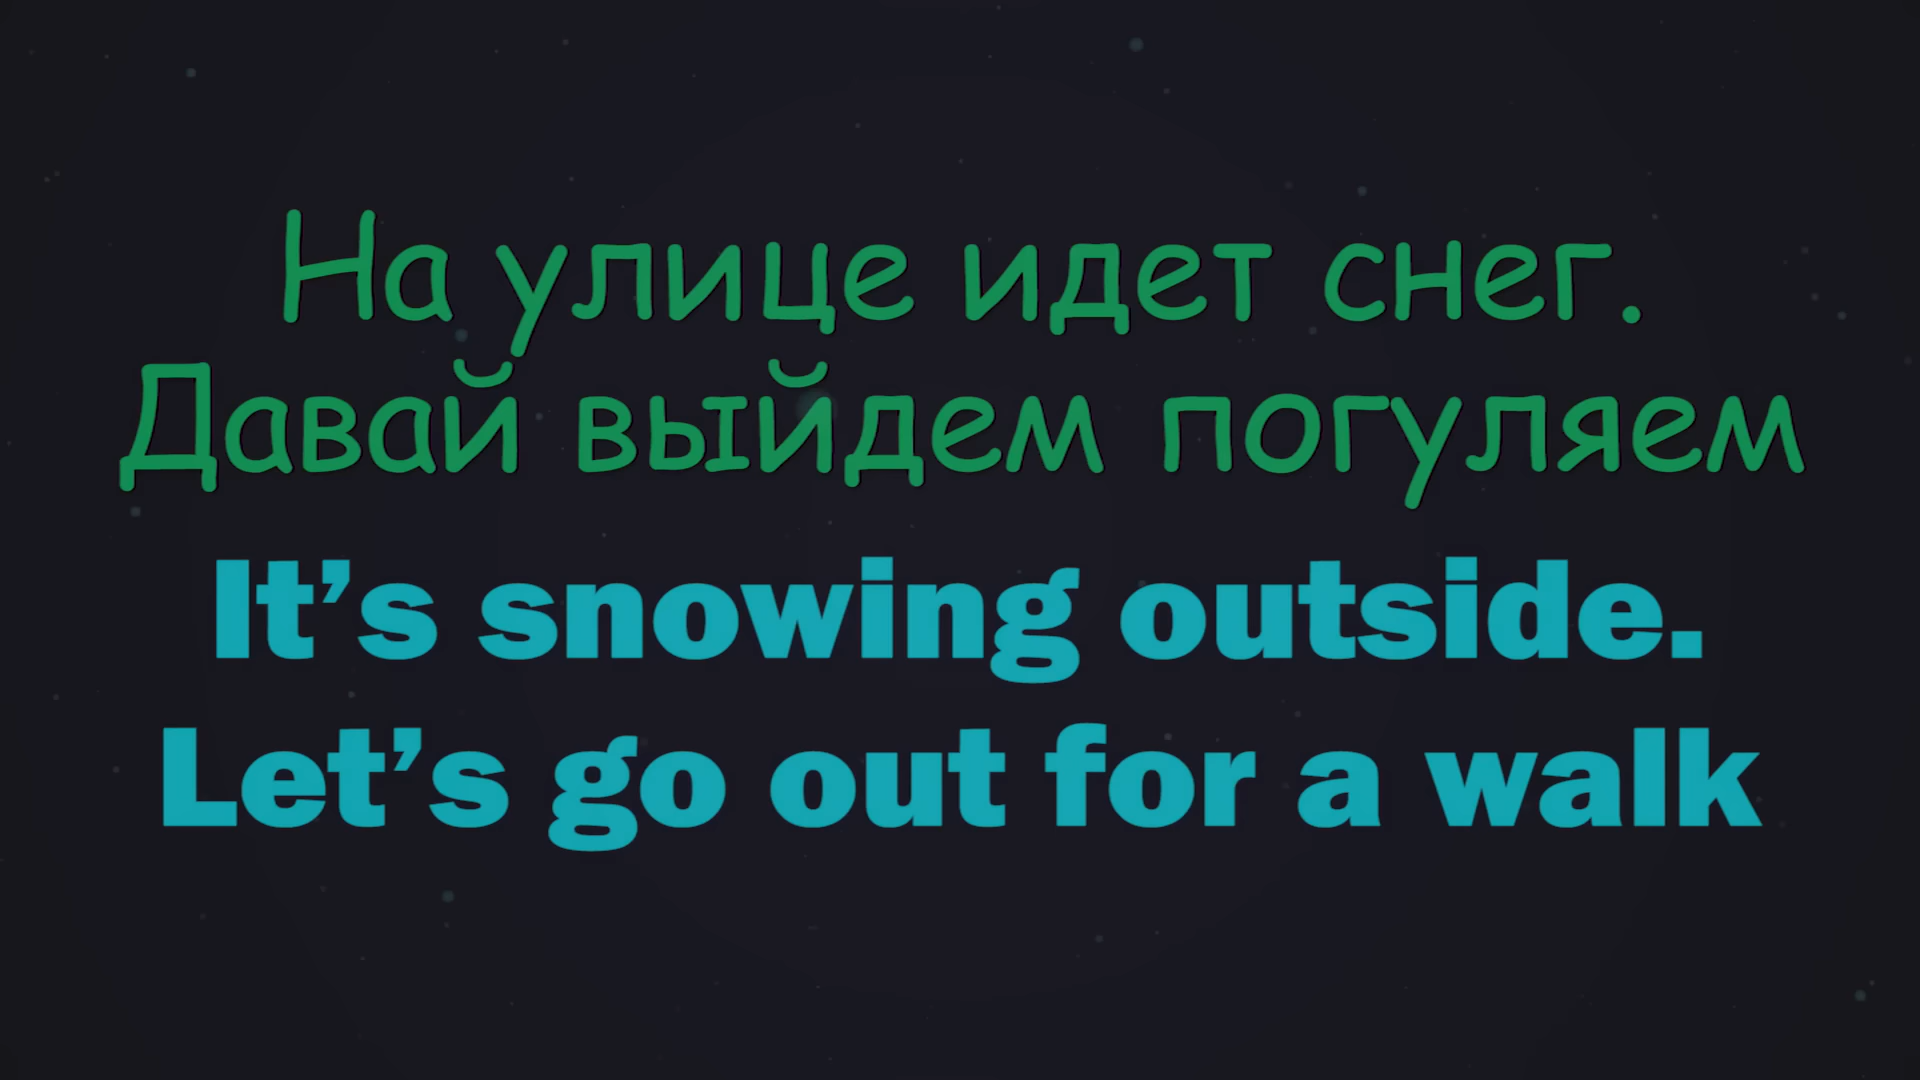 На улице идет снег.
Давай выйдем погуляем
It’s snowing outside.
Let’s go out for a walk